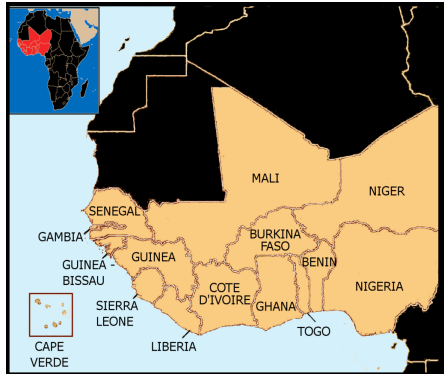 MALI
NIGER
SENEGAL
GAMBIA
BURKINA
FASO
GUINEA
BENIN
GUINEA -
BISSAU
COTE
D'IVOIRE
NIGERIA
GHANA
SIERRA
LEONE
TOGO
LIBERIA
CAPE
VERDE